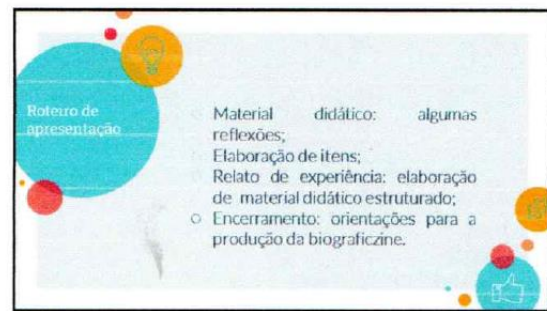 Roteiro de
apresentação
Material didático: algumas
reflexões;
Elaboração de itens;
Relato de experiência: elaboração
de material didático estruturado;
Encerramento: orientações para a
produção da biograficzine.